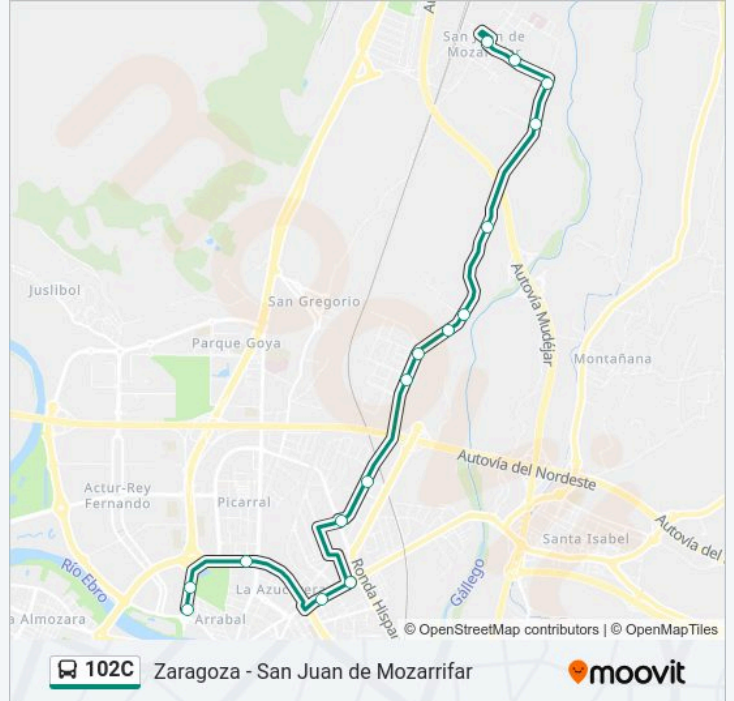 San Juan de
Mozarrifar
Juslibol
San Gregorio
Parque Goya
Autovía Mudéjar
Montañana
Autovía del Nordeste
Actur-Rey
Fernando
Picarral
Santa Isabel
Autovía del
Río Ebro
La Azucarera
Ronda Hispa
Gállego
a Almozara
Arrabal
© OpenStreetMap contributors | © OpenMapTiles
102C Zaragoza - San Juan de Mozarrifar
moovit